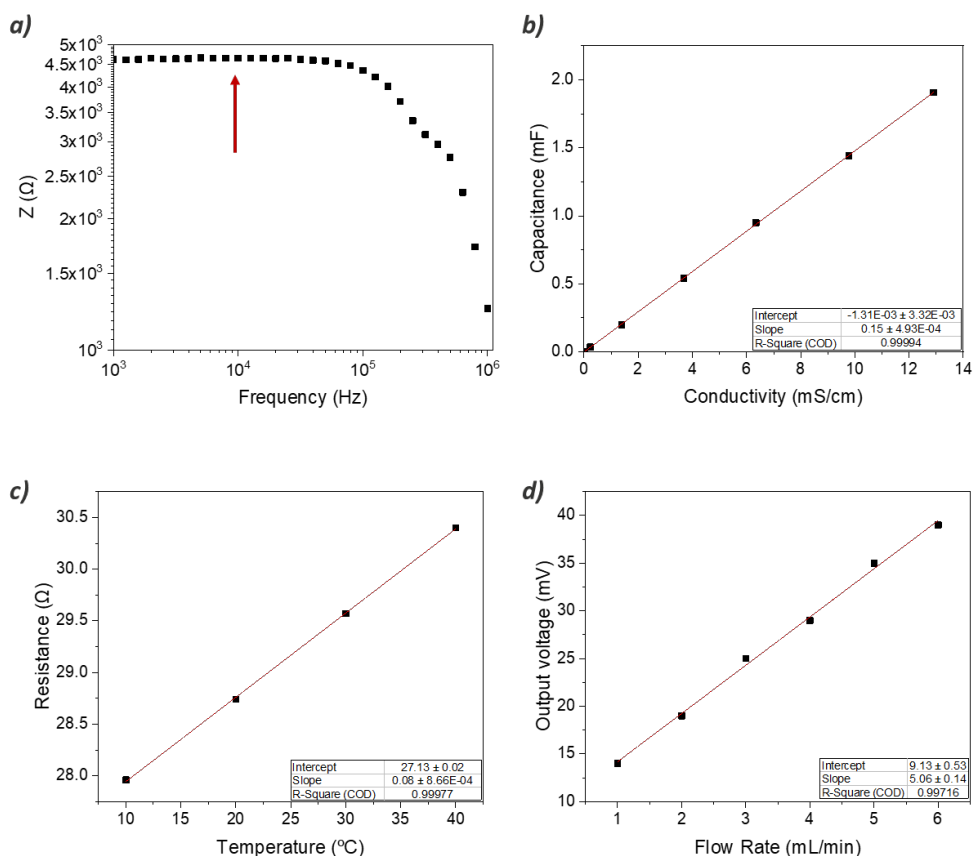 a)
5x10³
4.5x10³
4x10³
3.5x10³
3x10³
2.5x10³
2x10³
1.5x10³
10³
Z (Ω)
10³ 10⁴ 10⁵ 10⁶
Frequency (Hz)
b)
2.0
1.5
1.0
0.5
0.0
Capacitance (mF)
Intercept -1.31E-03 ± 3.32E-03
Slope 0.15 ± 4.93E-04
R-Square (COD) 0.99994
0 2 4 6 8 10 12 14
Conductivity (mS/cm)
c)
30.5
30.0
29.5
29.0
28.5
28.0
Resistance (Ω)
Intercept 27.13 ± 0.02
Slope 0.08 ± 8.66E-04
R-Square (COD) 0.99977
10 15 20 25 30 35 40
Temperature (ºC)
d)
40
35
30
25
20
15
10
Output voltage (mV)
Intercept 9.13 ± 0.53
Slope 5.06 ± 0.14
R-Square (COD) 0.99716
1 2 3 4 5 6
Flow Rate (mL/min)